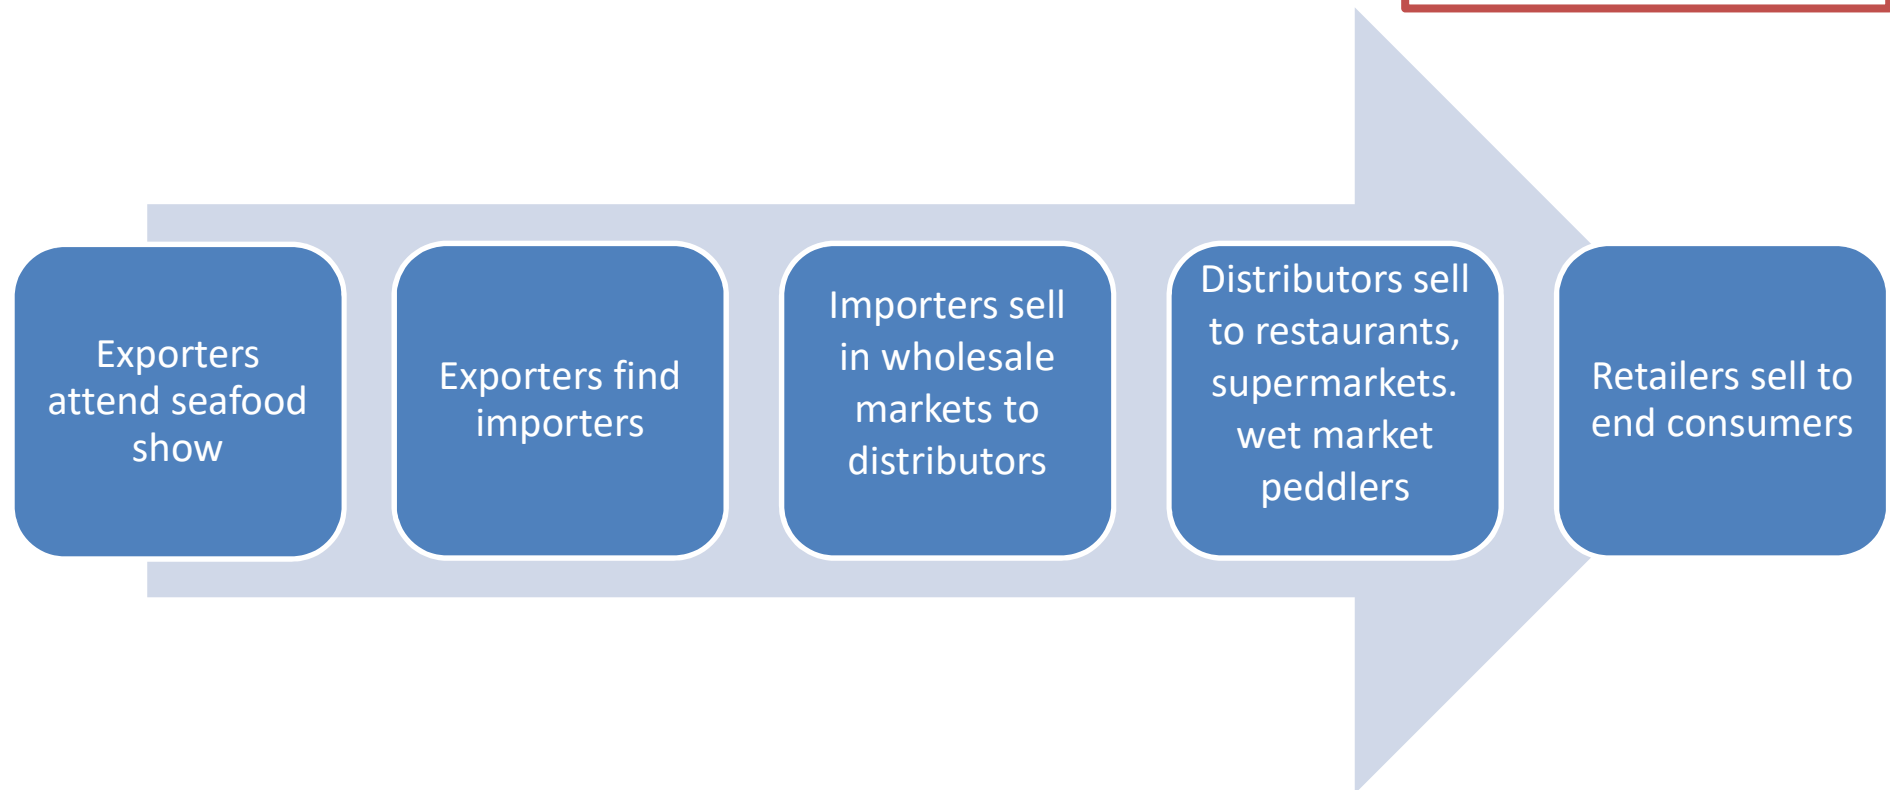 Exporters
attend seafood
show
Exporters find
importers
Importers sell
in wholesale
markets to
distributors
Distributors sell
to restaurants,
supermarkets.
wet market
peddlers
Retailers sell to
end consumers